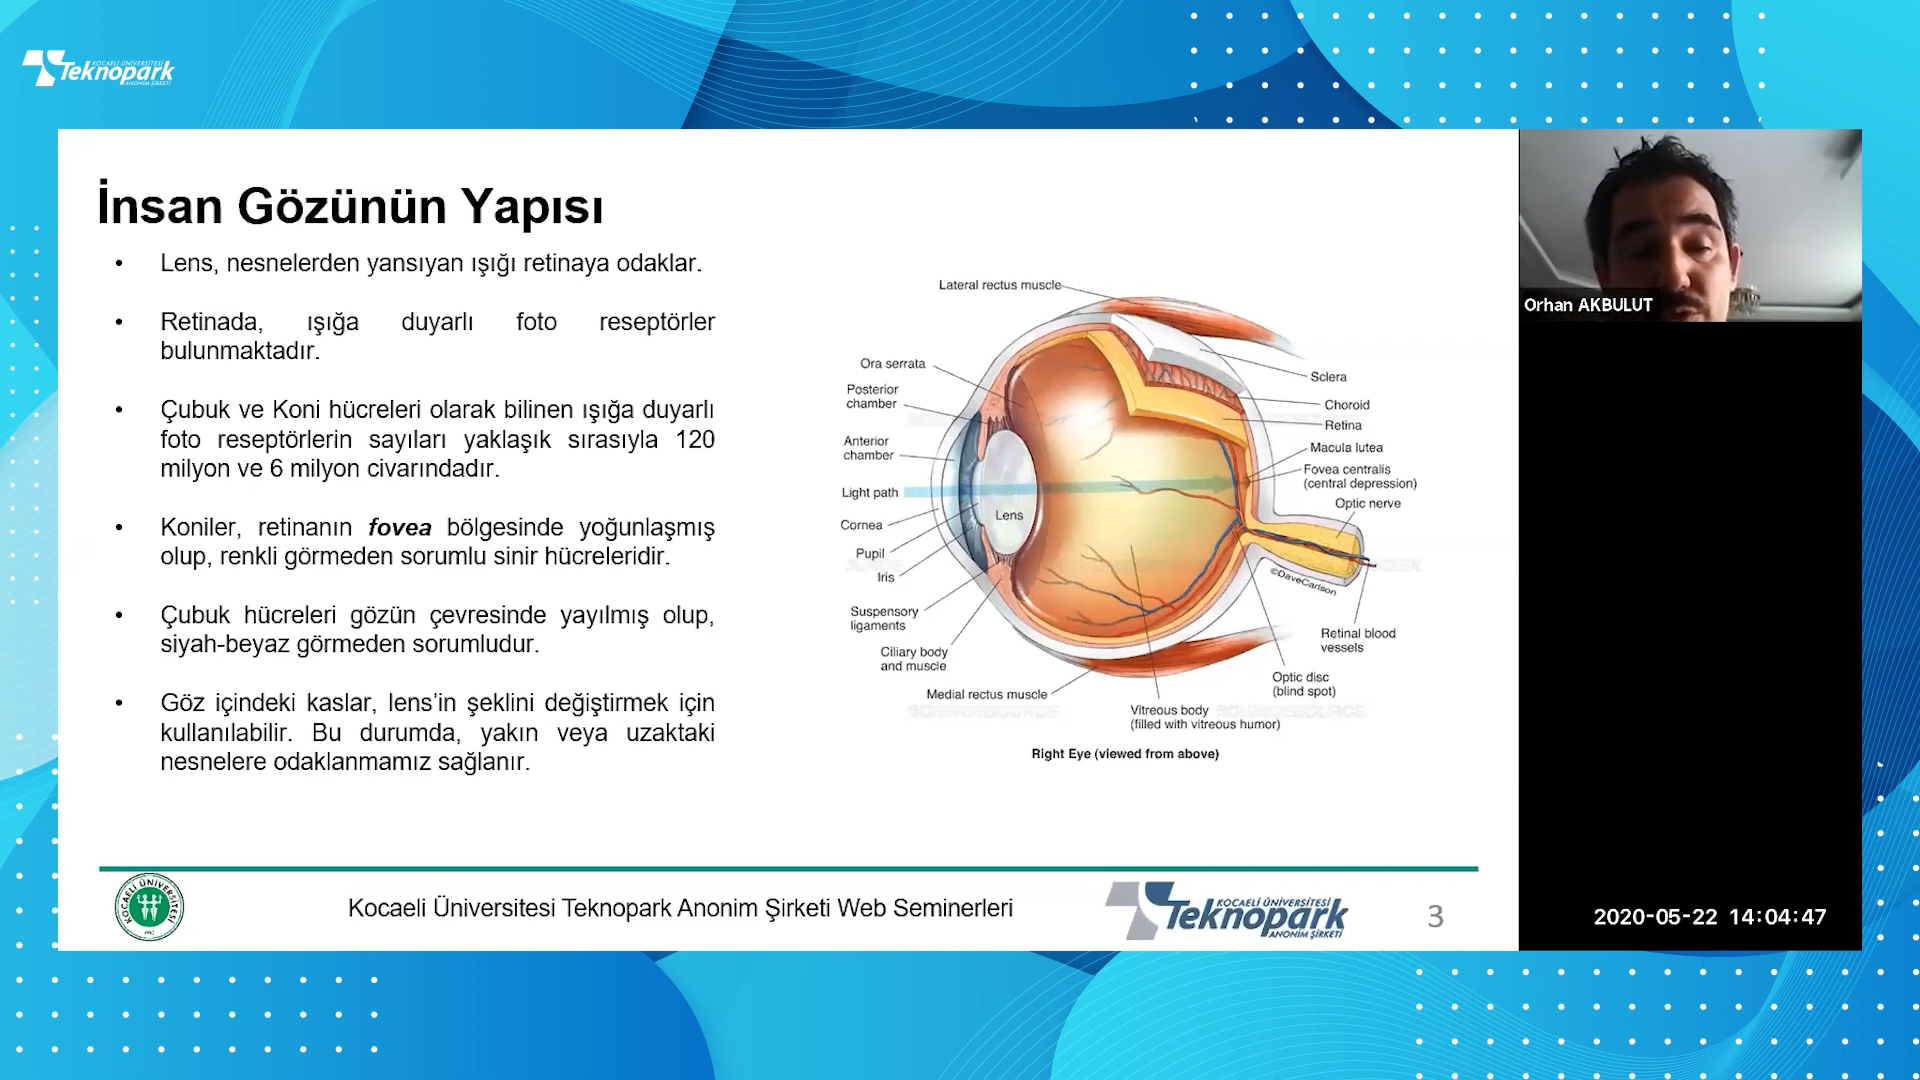 KOCAELİ ÜNİVERSİTESİ
Teknopark
ANONİM ŞİRKETİ
İnsan Gözünün Yapısı
• Lens, nesnelerden yansıyan ışığı retinaya odaklar.
• Retinada, ışığa duyarlı foto reseptörler
bulunmaktadır.
• Çubuk ve Koni hücreleri olarak bilinen ışığa duyarlı
foto reseptörlerin sayıları yaklaşık sırasıyla 120
milyon ve 6 milyon civarındadır.
• Koniler, retinanın fovea bölgesinde yoğunlaşmış
olup, renkli görmeden sorumlu sinir hücreleridir.
• Çubuk hücreleri gözün çevresinde yayılmış olup,
siyah-beyaz görmeden sorumludur.
• Göz içindeki kaslar, lens’in şeklini değiştirmek için
kullanılabilir. Bu durumda, yakın veya uzaktaki
nesnelere odaklanmamız sağlanır.
Lateral rectus muscle
Ora serrata
Posterior
chamber
Anterior
chamber
Light path
Cornea
Pupil
Iris
Suspensory
ligaments
Ciliary body
and muscle
Medial rectus muscle
Lens
Sclera
Choroid
Retina
Macula lutea
Fovea centralis
(central depression)
Optic nerve
©DaveCarlson
Retinal blood
vessels
Optic disc
(blind spot)
Vitreous body
(filled with vitreous humor)
SCIENCESOURCE
SCIENCESOURCE
Right Eye (viewed from above)
Orhan AKBULUT
KOCAELİ ÜNİVERSİTESİ
1992
Kocaeli Üniversitesi Teknopark Anonim Şirketi Web Seminerleri
KOCAELİ ÜNİVERSİTESİ
Teknopark
ANONİM ŞİRKETİ
3
2020-05-22 14:04:47